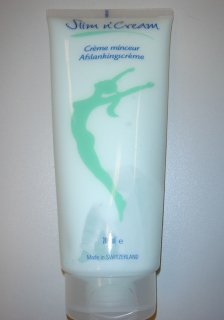 Slim n' Cream
Crème minceur
Afslankingscrème
Made in SWITZERLAND